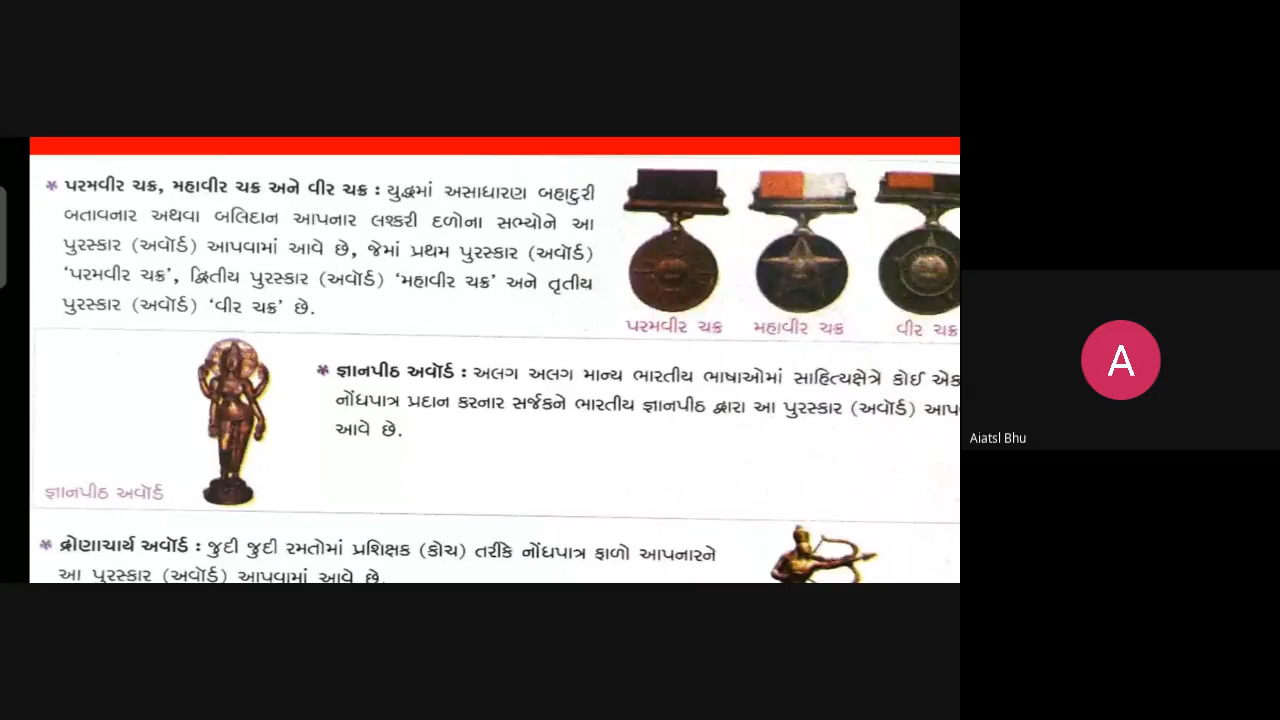 * પરમવીર ચક્ર, મહાવીર ચક્ર અને વીર ચક્ર : યુદ્ધમાં અસાધારણ બહાદુરી
બતાવનાર અથવા બલિદાન આપનાર લશ્કરી દળોના સભ્યોને આ
પુરસ્કાર (અવૉર્ડ) આપવામાં આવે છે, જેમાં પ્રથમ પુરસ્કાર (અવૉર્ડ)
‘પરમવીર ચક્ર’, દ્વિતીય પુરસ્કાર (અવૉર્ડ) ‘મહાવીર ચક્ર’ અને તૃતીય
પુરસ્કાર (અવૉર્ડ) ‘વીર ચક્ર’ છે.
પરમવીર ચક્ર
મહાવીર ચક્ર
વીર ચક્ર
* જ્ઞાનપીઠ અવૉર્ડ : અલગ અલગ માન્ય ભારતીય ભાષાઓમાં સાહિત્યક્ષેત્રે કોઈ એક
નોંધપાત્ર પ્રદાન કરનાર સર્જકને ભારતીય જ્ઞાનપીઠ દ્વારા આ પુરસ્કાર (અવૉર્ડ) આપ
આવે છે.
જ્ઞાનપીઠ અવૉર્ડ
* દ્રોણાચાર્ય અવૉર્ડ : જુદી જુદી રમતોમાં પ્રશિક્ષક (કોચ) તરીકે નોંધપાત્ર ફાળો આપનારને
આ પુરસ્કાર (અવૉર્ડ) આપવામાં આવે છે.
A
Aiatsl Bhu